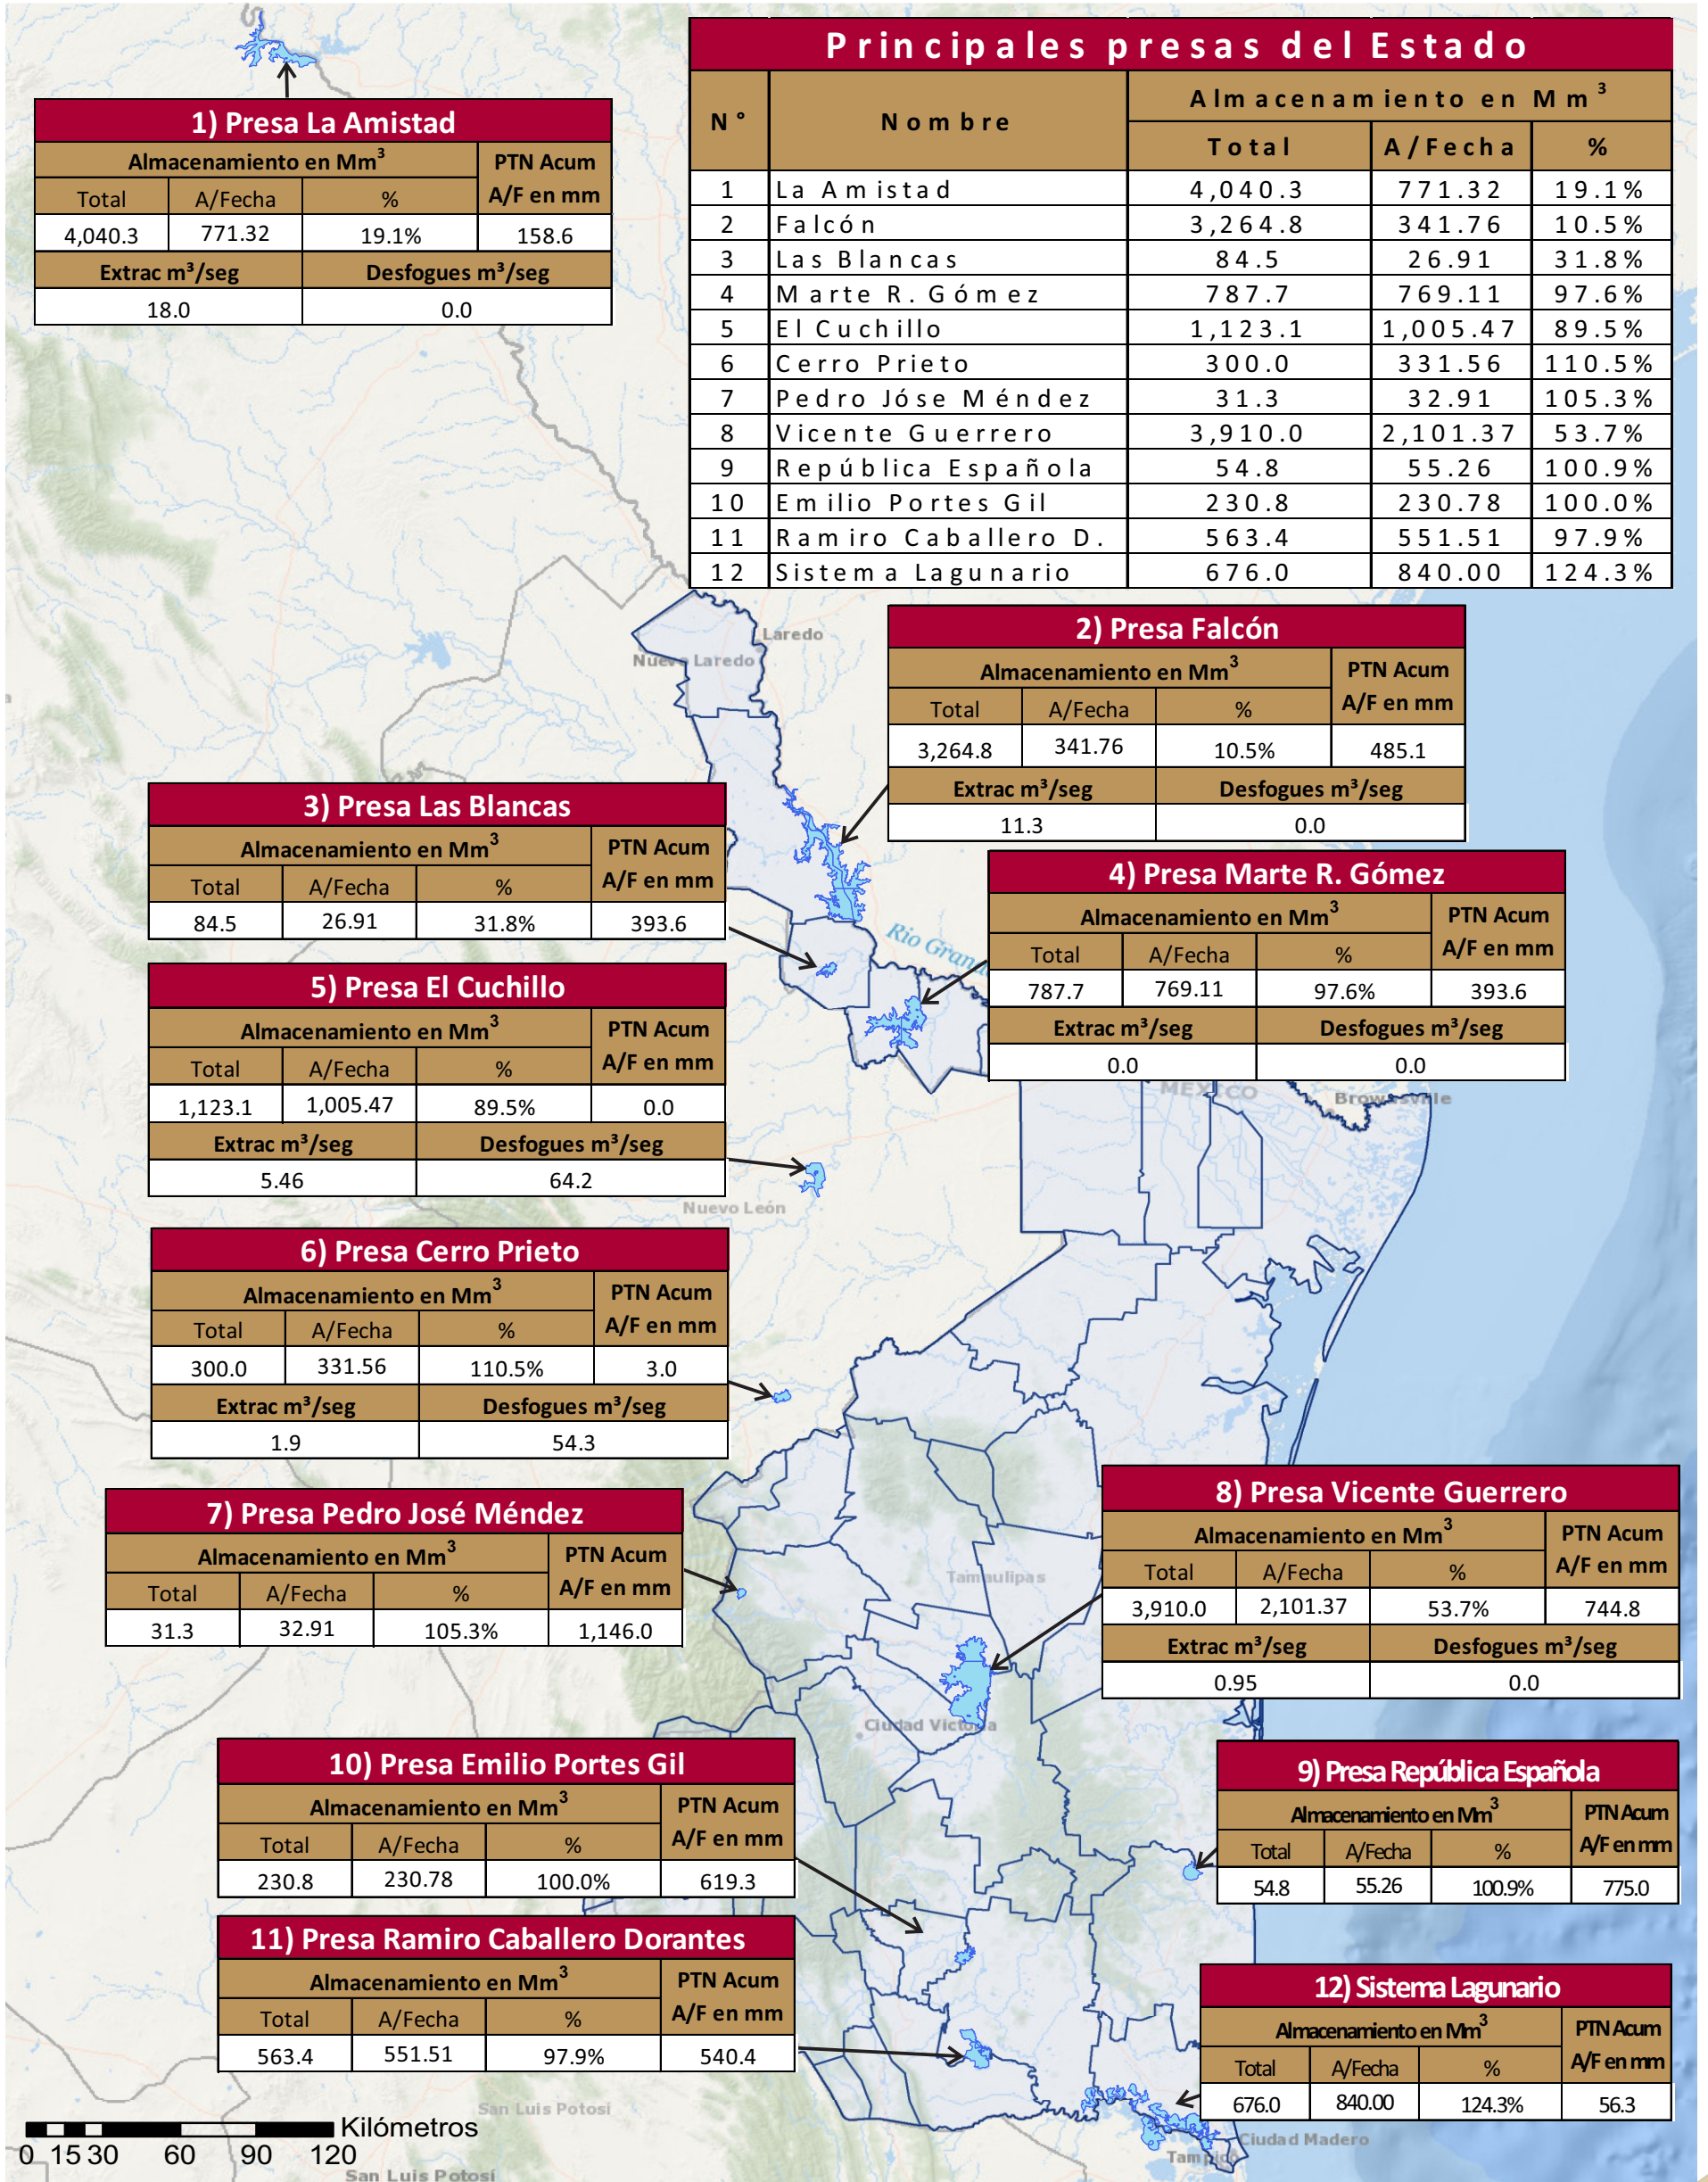 Principales presas del Estado
N° Nombre Almacenamiento en Mm³
Total A/Fecha %
1 La Amistad 4,040.3 771.32 19.1%
2 Falcón 3,264.8 341.76 10.5%
3 Las Blancas 84.5 26.91 31.8%
4 Marte R. Gómez 787.7 769.11 97.6%
5 El Cuchillo 1,123.1 1,005.47 89.5%
6 Cerro Prieto 300.0 331.56 110.5%
7 Pedro Jóse Méndez 31.3 32.91 105.3%
8 Vicente Guerrero 3,910.0 2,101.37 53.7%
9 República Española 54.8 55.26 100.9%
10 Emilio Portes Gil 230.8 230.78 100.0%
11 Ramiro Caballero D. 563.4 551.51 97.9%
12 Sistema Lagunario 676.0 840.00 124.3%
1) Presa La Amistad
Almacenamiento en Mm³ PTN Acum
Total A/Fecha % A/F en mm
4,040.3 771.32 19.1% 158.6
Extrac m³/seg Desfogues m³/seg
18.0 0.0
Laredo
Nuevo Laredo
2) Presa Falcón
Almacenamiento en Mm³ PTN Acum
Total A/Fecha % A/F en mm
3,264.8 341.76 10.5% 485.1
Extrac m³/seg Desfogues m³/seg
11.3 0.0
3) Presa Las Blancas
Almacenamiento en Mm³ PTN Acum
Total A/Fecha % A/F en mm
84.5 26.91 31.8% 393.6
Rio
4) Presa Marte R. Gómez
Almacenamiento en Mm³ PTN Acum
Total A/Fecha % A/F en mm
787.7 769.11 97.6% 393.6
Extrac m³/seg Desfogues m³/seg
0.0 0.0
MEXICO
Brownsville
5) Presa El Cuchillo
Almacenamiento en Mm³ PTN Acum
Total A/Fecha % A/F en mm
1,123.1 1,005.47 89.5% 0.0
Extrac m³/seg Desfogues m³/seg
5.46 64.2
Nuevo León
6) Presa Cerro Prieto
Almacenamiento en Mm³ PTN Acum
Total A/Fecha % A/F en mm
300.0 331.56 110.5% 3.0
Extrac m³/seg Desfogues m³/seg
1.9 54.3
7) Presa Pedro José Méndez
Almacenamiento en Mm³ PTN Acum
Total A/Fecha % A/F en mm
31.3 32.91 105.3% 1,146.0
Tamaulipas
8) Presa Vicente Guerrero
Almacenamiento en Mm³ PTN Acum
Total A/Fecha % A/F en mm
3,910.0 2,101.37 53.7% 744.8
Extrac m³/seg Desfogues m³/seg
0.95 0.0
Ciudad Victoria
10) Presa Emilio Portes Gil
Almacenamiento en Mm³ PTN Acum
Total A/Fecha % A/F en mm
230.8 230.78 100.0% 619.3
9) Presa República Española
Almacenamiento en Mm³ PTN Acum
Total A/Fecha % A/F en mm
54.8 55.26 100.9% 775.0
11) Presa Ramiro Caballero Dorantes
Almacenamiento en Mm³ PTN Acum
Total A/Fecha % A/F en mm
563.4 551.51 97.9% 540.4
12) Sistema Lagunario
Almacenamiento en Mm³ PTN Acum
Total A/Fecha % A/F en mm
676.0 840.00 124.3% 56.3
San Luis Potosi
Ciudad Madero
Tampico
Kilómetros
0 15 30 60 90 120
San Luis Potosí